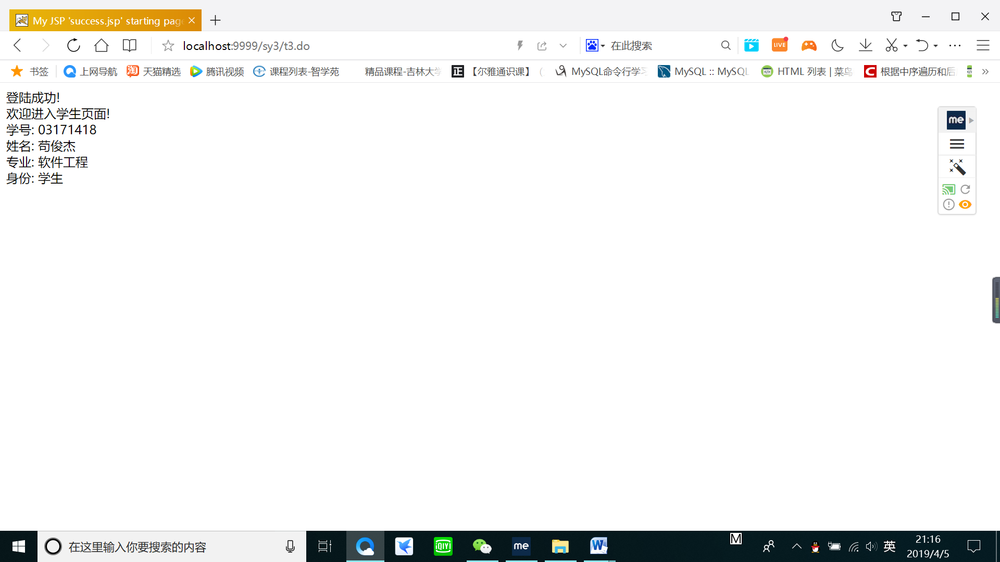 My JSP 'success.jsp' starting page
localhost:9999/sy3/t3.do
在此搜索
LIVE
书签
上网导航
淘
天猫精选
腾讯视频
课程列表-智学苑
精品课程-吉林大学
正
【尔雅通识课】（
MySQL命令行学习
MySQL :: MySQL
HTML 列表 | 菜鸟
C
根据中序遍历和后
登陆成功!
欢迎进入学生页面!
学号: 03171418
姓名: 苟俊杰
专业: 软件工程
身份: 学生
me
在这里输入你要搜索的内容
iQIYI
me
W
M
英
21:16
2019/4/5